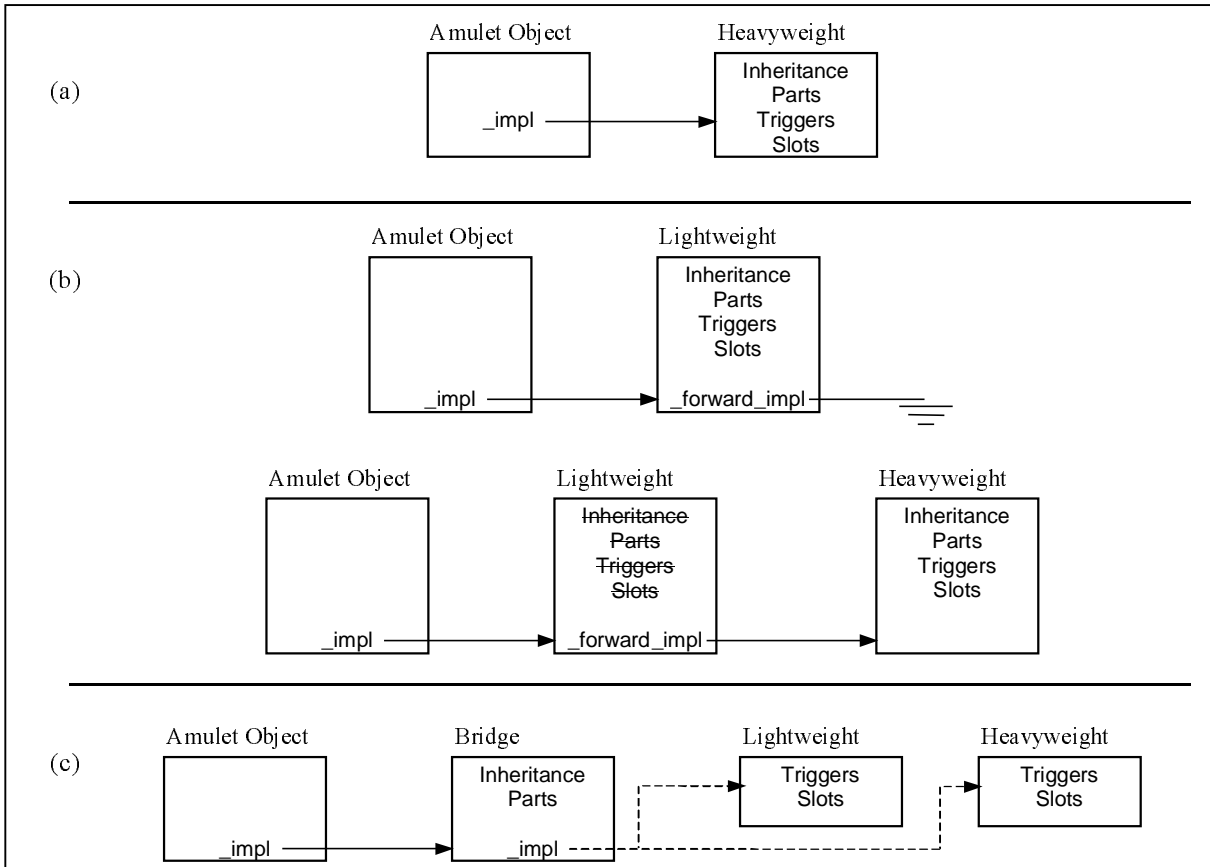 Amulet Object Heavyweight
(a)
Inheritance
Parts
_impl Triggers
Slots
Amulet Object Lightweight
(b)
Inheritance
Parts
Triggers
Slots
_impl _forward_impl
Amulet Object Lightweight Heavyweight
Inheritance Inheritance
Parts Parts
Triggers Triggers
Slots Slots
_impl _forward_impl
Amulet Object Bridge Lightweight Heavyweight
(c)
Inheritance Triggers Triggers
Parts Slots Slots
_impl _impl